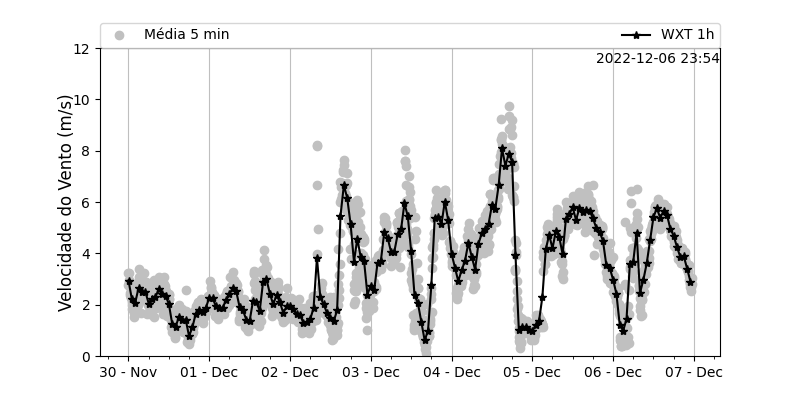 Média 5 min WXT 1h
2022-12-06 23:54
Velocidade do Vento (m/s)
12
10
8
6
4
2
0
30 - Nov 01 - Dec 02 - Dec 03 - Dec 04 - Dec 05 - Dec 06 - Dec 07 - Dec